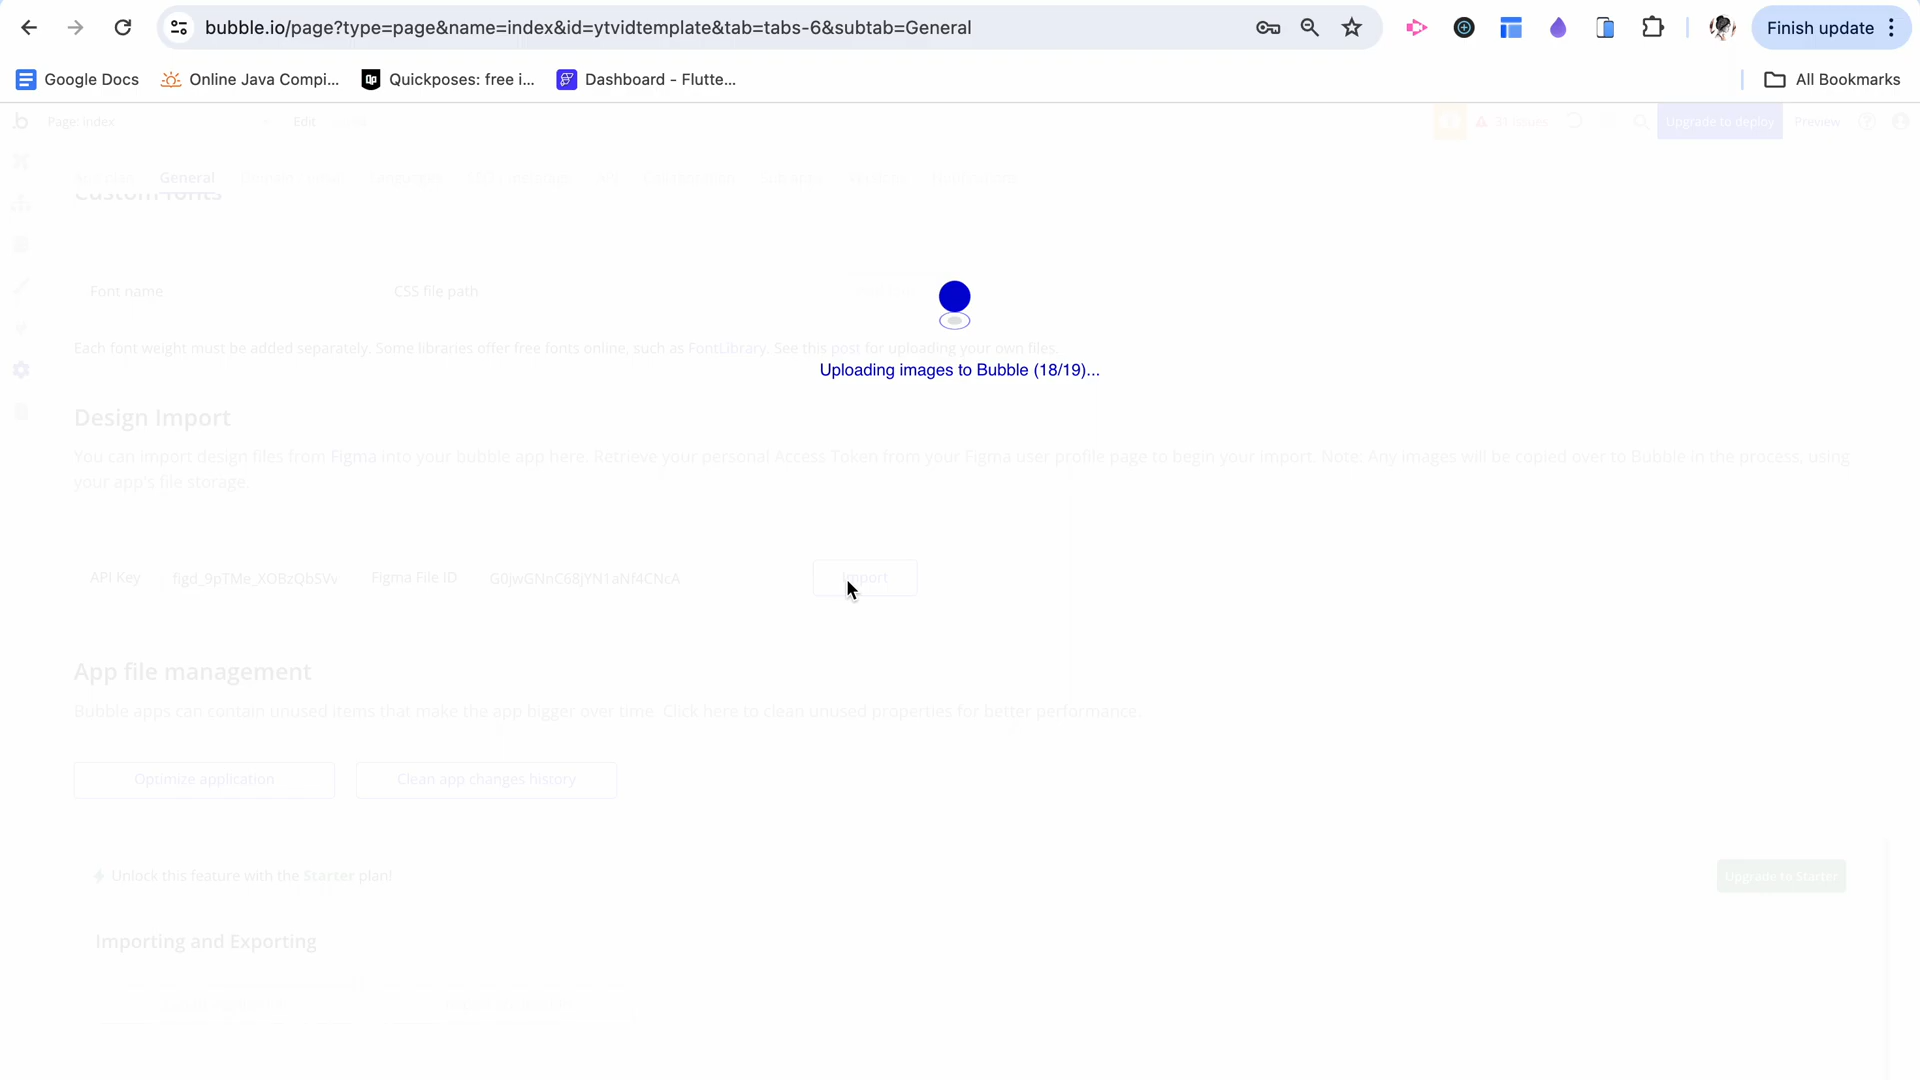 bubble.io/page?type=page&name=index&id=ytvidtemplate&tab=tabs-6&subtab=General
Finish update
Google Docs
Online Java Compi...
Quickposes: free i...
Dashboard - Flutte...
All Bookmarks
Page: index
Edit
31 issues
Upgrade to deploy
Preview
General
Languages
Custom fonts
Font name
CSS file path
Each font weight must be added separately. Some libraries offer free fonts online, such as FontLibrary. See this post for uploading your own files.
Uploading images to Bubble (18/19)...
Design Import
You can import design files from Figma into your bubble app here. Retrieve your personal Access Token from your Figma user profile page to begin your import. Note: Any images will be copied over to Bubble in the process, using
your app's file storage.
API Key
figd_9pTMe_XOBzQbSVv
Figma File ID
G0jwGNnC68jYN1aNf4CNcA
Import
App file management
Bubble apps can contain unused items that make the app bigger over time. Click here to clean unused properties for better performance.
Optimize application
Clean app changes history
Unlock this feature with the Starter plan!
Upgrade to Starter
Importing and Exporting